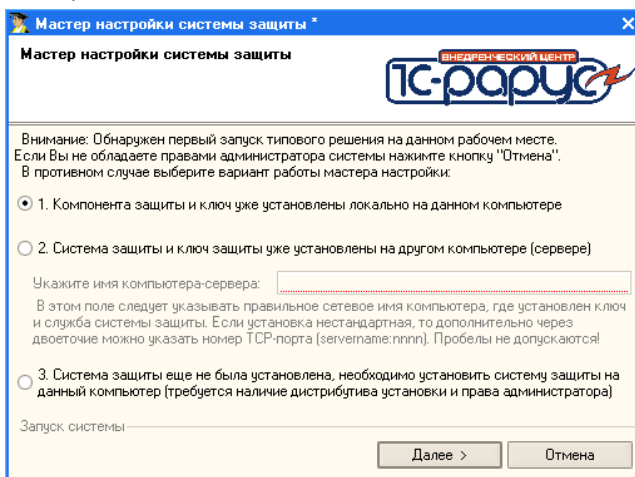 Мастер настройки системы защиты *
Мастер настройки системы защиты
ВНЕДРЕНЧЕСКИЙ ЦЕНТР
1С-рарус
Внимание: Обнаружен первый запуск типового решения на данном рабочем месте.
Если Вы не обладаете правами администратора системы нажмите кнопку "Отмена".
В противном случае выберите вариант работы мастера настройки:
1. Компонента защиты и ключ уже установлены локально на данном компьютере
2. Система защиты и ключ защиты уже установлены на другом компьютере (сервере)
Укажите имя компьютера-сервера:
В этом поле следует указывать правильное сетевое имя компьютера, где установлен ключ
и служба системы защиты. Если установка нестандартная, то дополнительно через
двоеточие можно указать номер TCP-порта (servername:nnnn). Пробелы не допускаются!
3. Система защиты еще не была установлена, необходимо установить систему защиты на
данный компьютер (требуется наличие дистрибутива установки и права администратора)
Запуск системы
Далее >
Отмена